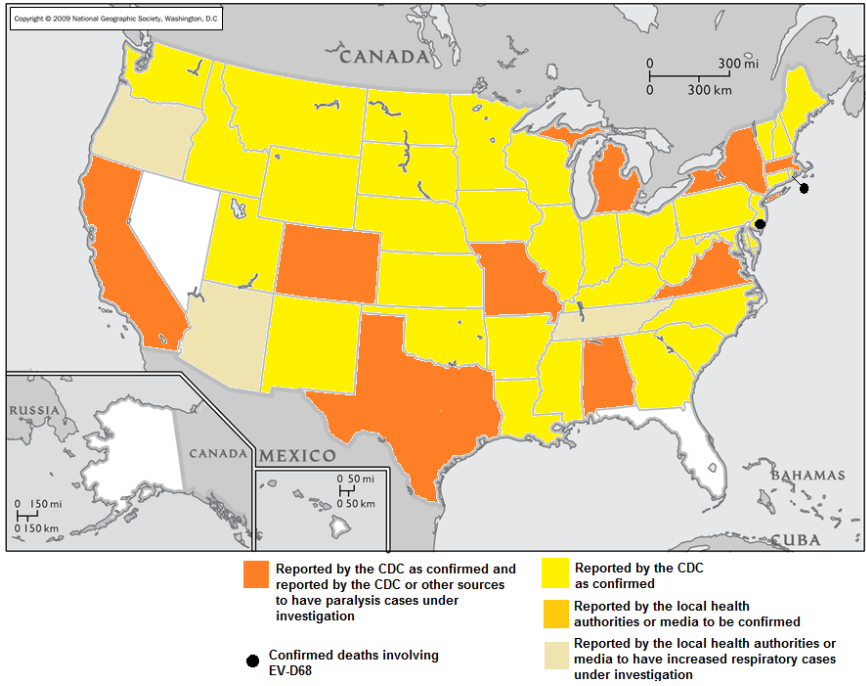 Copyright © 2009 National Geographic Society, Washington, D.C
CANADA
0 300 mi
0 300 km
RUSSIA
CANADA
MEXICO
0 150 mi
0 150 km
0 50 mi
0 50 km
BAHAMAS
CUBA
Reported by the CDC as confirmed and
reported by the CDC or other sources
to have paralysis cases under
investigation
Confirmed deaths involving
EV-D68
Reported by the CDC
as confirmed
Reported by the local health
authorities or media to be confirmed
Reported by the local health authorities or
media to have increased respiratory cases
under investigation